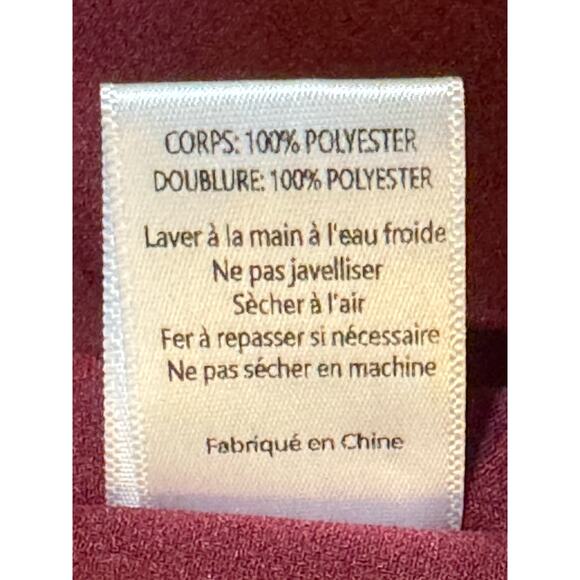 CORPS: 100% POLYESTER
DOUBLURE: 100% POLYESTER
Laver à la main à l'eau froide
Ne pas javelliser
Sècher à l'air
Fer à repasser si nécessaire
Ne pas sécher en machine
Fabriqué en Chine